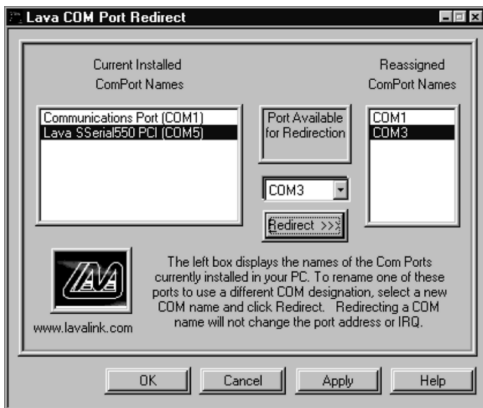 Lava COM Port Redirect
Current Installed
ComPort Names
Reassigned
ComPort Names
Communications Port (COM1)
Lava SSerial550 PCI (COM5)
Port Available
for Redirection
COM1
COM3
COM3
Redirect >>>
LAVA
www.lavalink.com
The left box displays the names of the Com Ports
currently installed in your PC. To rename one of these
ports to use a different COM designation, select a new
COM name and click Redirect. Redirecting a COM
name will not change the port address or IRQ.
OK
Cancel
Apply
Help